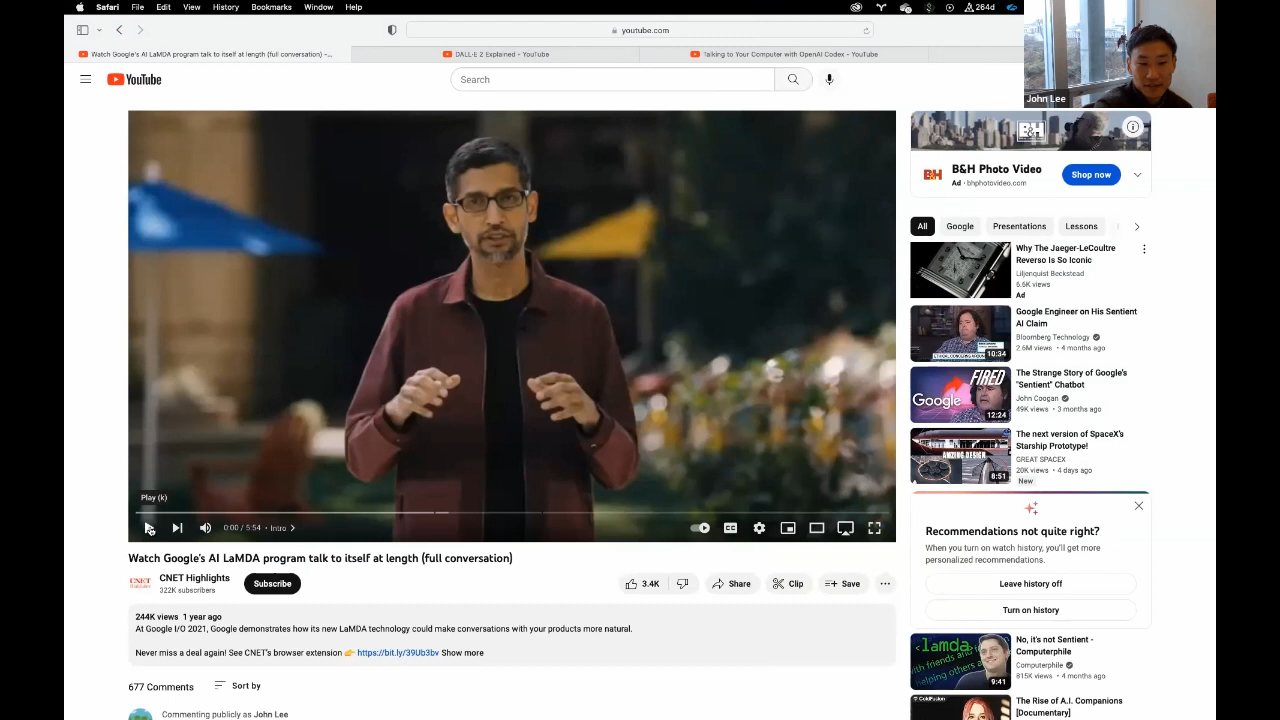 Safari File Edit View History Bookmarks Window Help
264d
youtube.com
Watch Google's AI LaMDA program talk to itself at length (full conversation) -...
DALL·E 2 Explained - YouTube
Talking to Your Computer with OpenAI Codex - YouTube
John Lee
YouTube
Search
B&H
B&H Photo Video
Ad · bhphotovideo.com
Shop now
All Google Presentations Lessons
Why The Jaeger-LeCoultre
Reverso Is So Iconic
Liljenquist Beckstead
6.6K views
Ad
Google Engineer on His Sentient
AI Claim
Bloomberg Technology
2.6M views · 4 months ago
10:34
FIRED
Google
12:24
The Strange Story of Google's
"Sentient" Chatbot
John Coogan
49K views · 3 months ago
AMZING DESIGN
8:51
The next version of SpaceX's
Starship Prototype!
GREAT SPACEX
20K views · 4 days ago
New
Play (k)
0:00 / 5:54 · Intro
Watch Google's AI LaMDA program talk to itself at length (full conversation)
CNET
CNET Highlights
322K subscribers
Subscribe
3.4K
Share
Clip
Save
244K views 1 year ago
At Google I/O 2021, Google demonstrates how its new LaMDA technology could make conversations with your products more natural.
Never miss a deal again! See CNET's browser extension 👉 https://bit.ly/39Ub3bv Show more
677 Comments
Sort by
Commenting publicly as John Lee
Recommendations not quite right?
When you turn on watch history, you'll get more
personalized recommendations.
Leave history off
Turn on history
<lamda>
with friends and
helping others a
9:41
No, it's not Sentient -
Computerphile
Computerphile
815K views · 4 months ago
ColdFusion
The Rise of A.I. Companions
[Documentary]